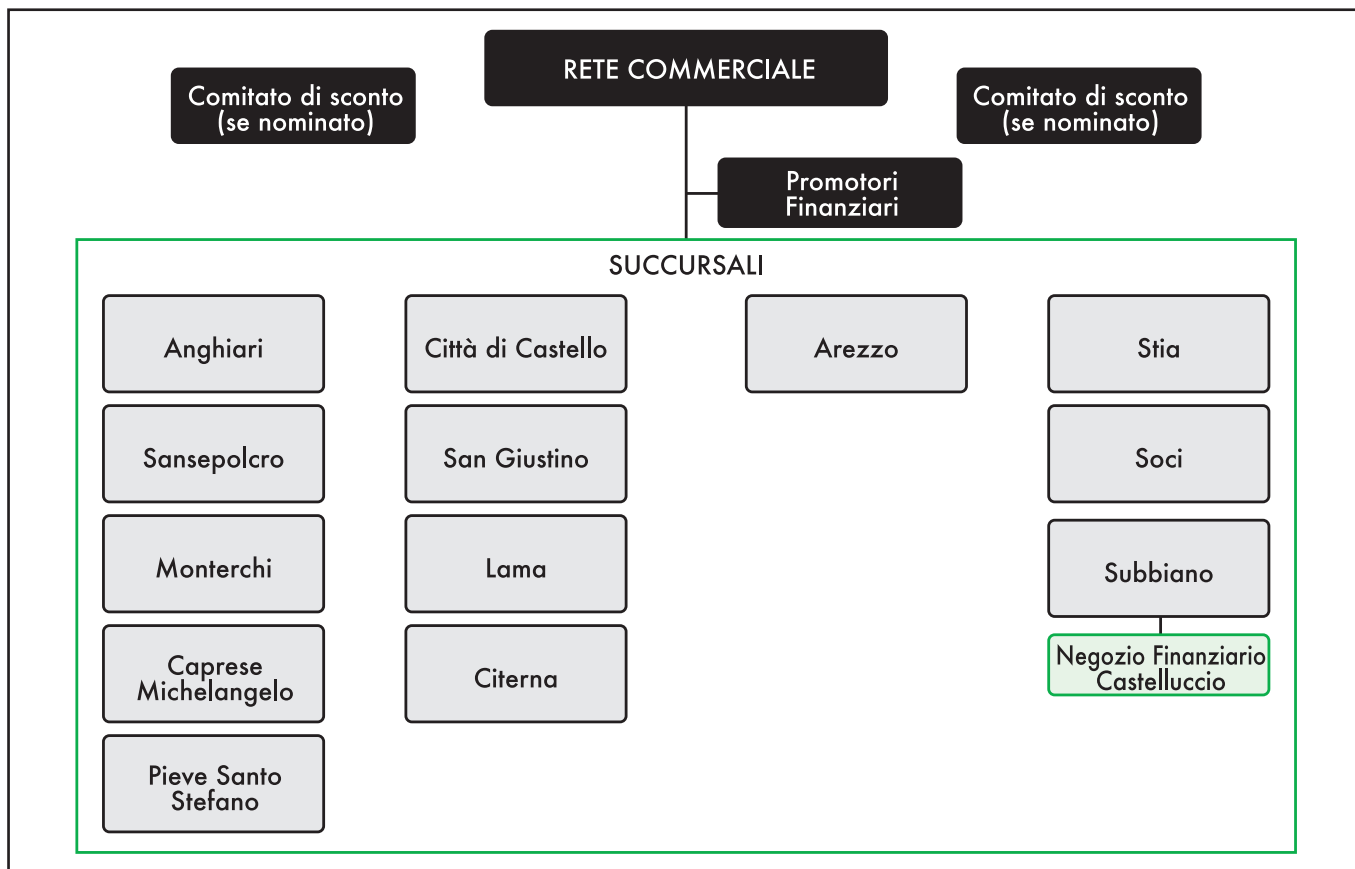 RETE COMMERCIALE
Comitato di sconto
(se nominato)
Comitato di sconto
(se nominato)
Promotori
Finanziari
SUCCURSALI
Anghiari
Città di Castello
Arezzo
Stia
Sansepolcro
San Giustino
Soci
Monterchi
Lama
Subbiano
Caprese
Michelangelo
Citerna
Negozio Finanziario
Castelluccio
Pieve Santo
Stefano